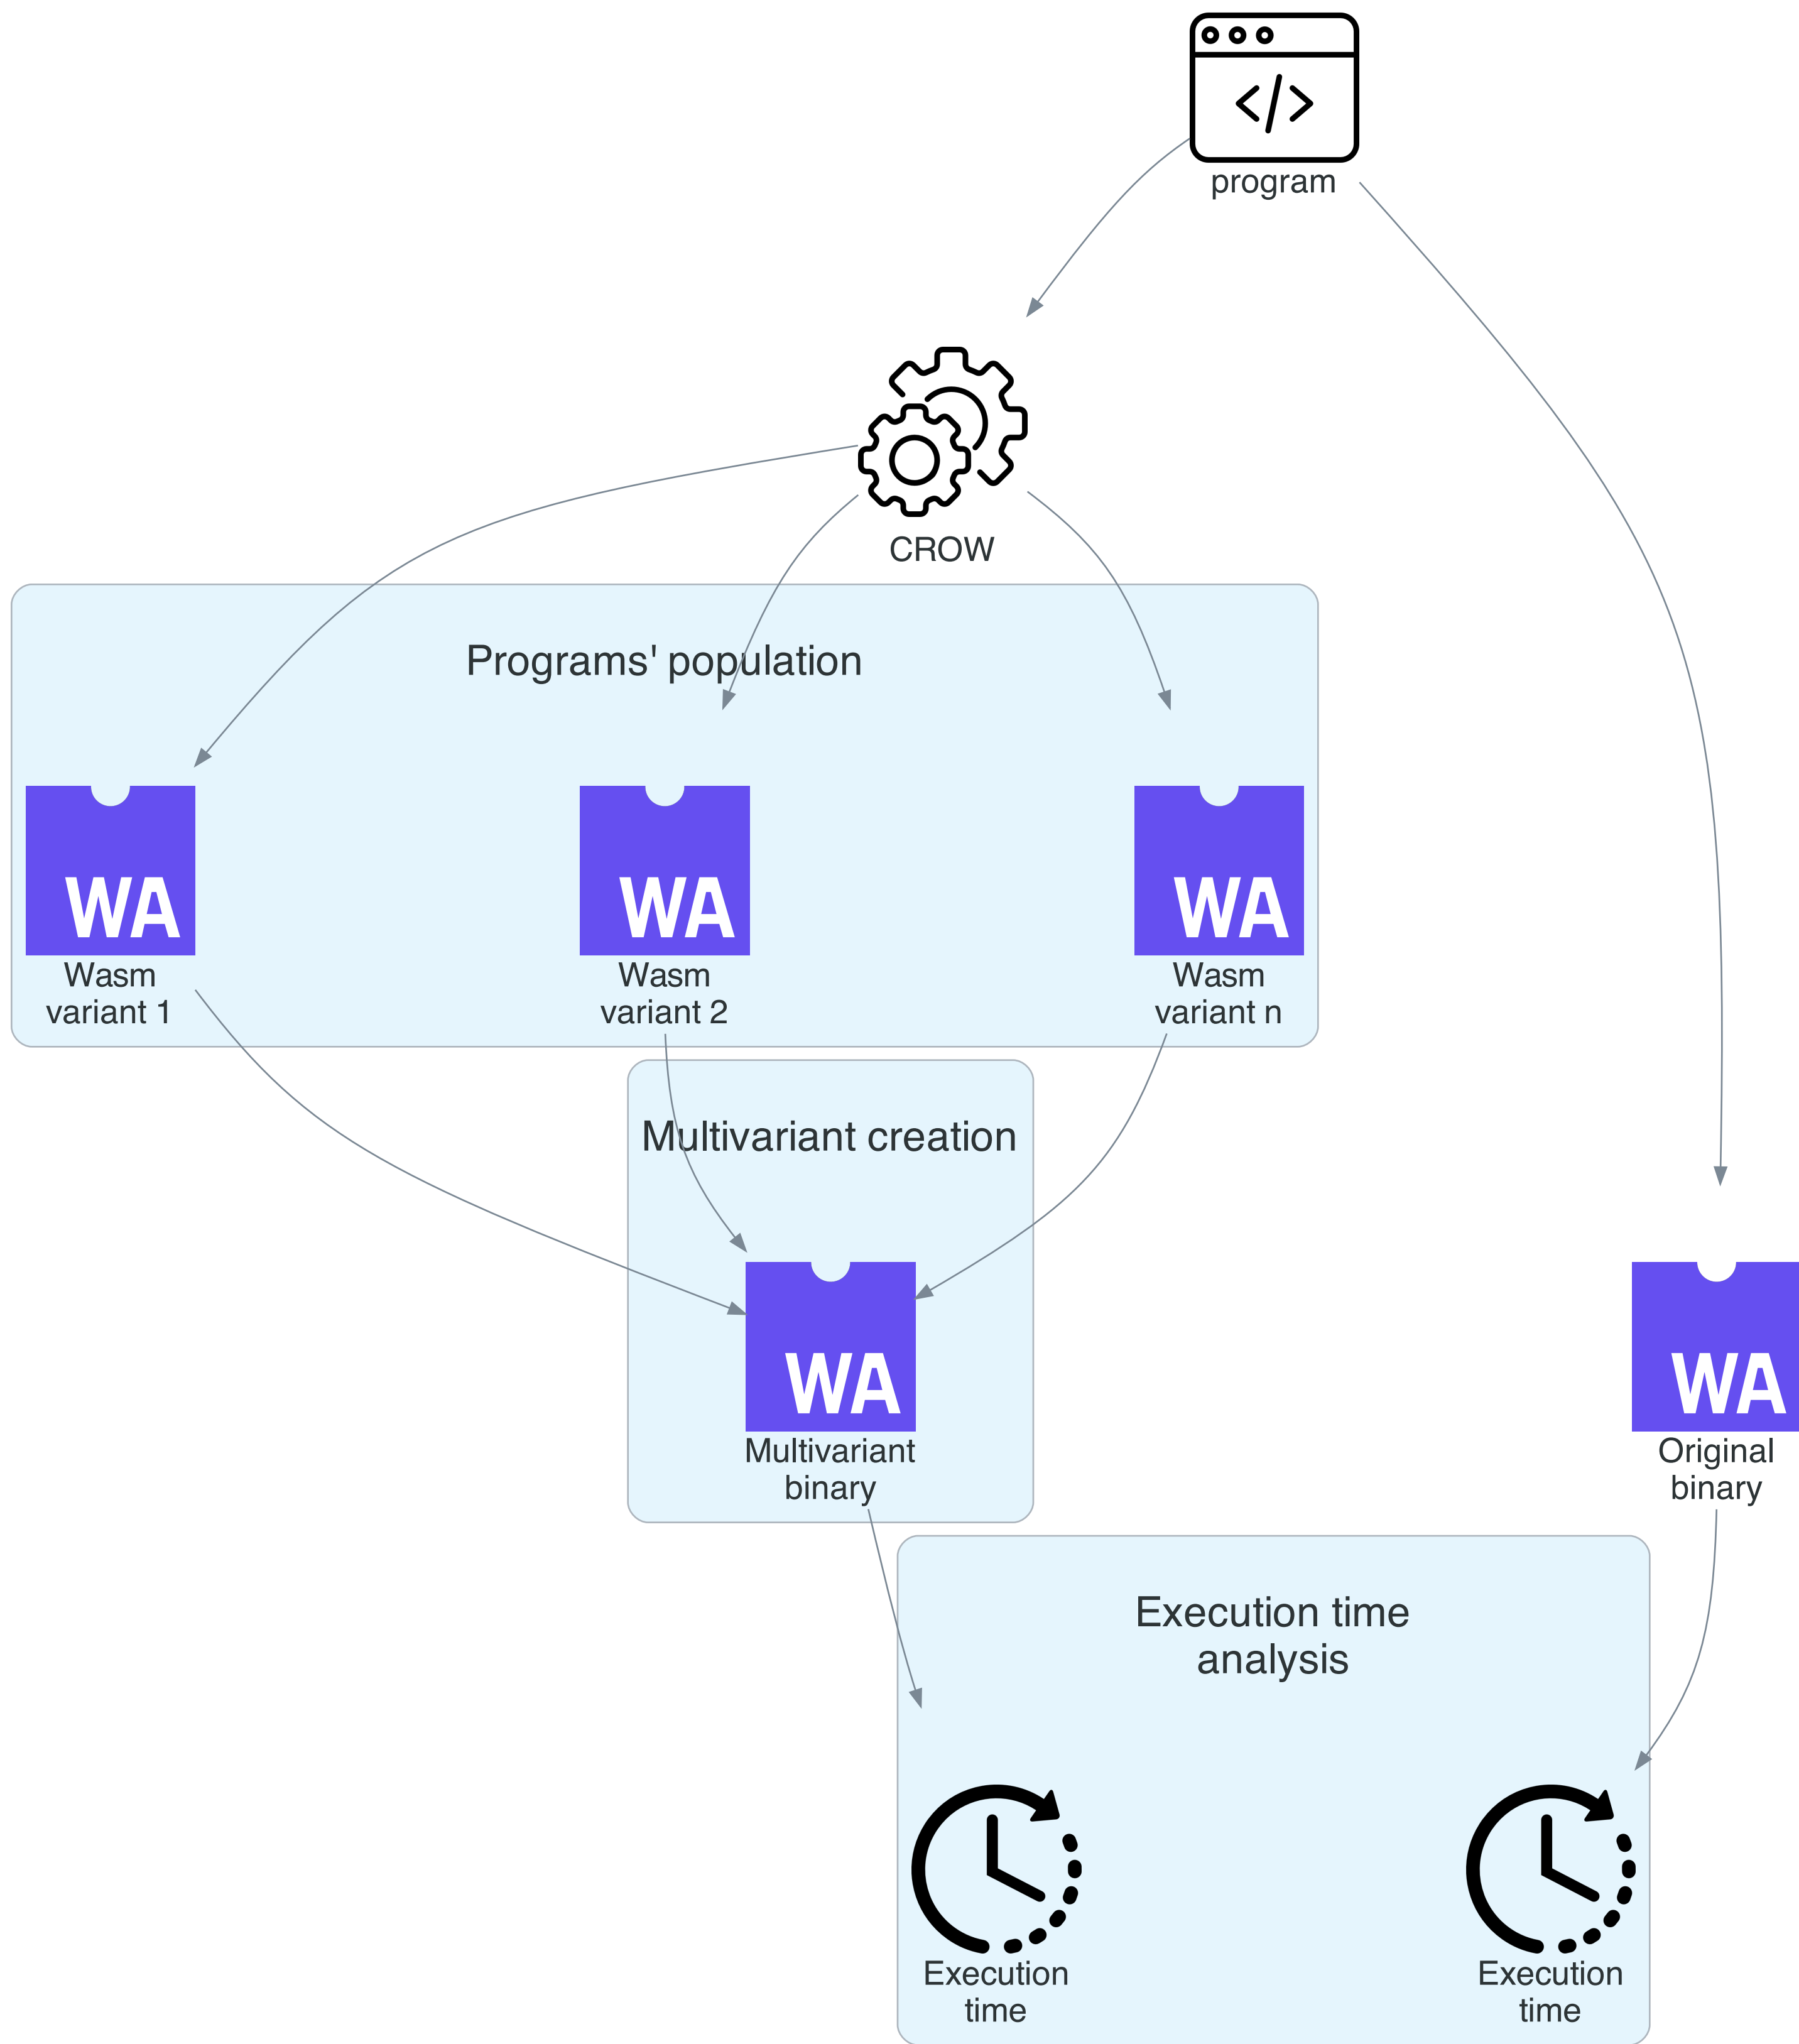 </>
program
CROW
Programs' population
WA
WA
WA
Wasm
variant 1
Wasm
variant 2
Wasm
variant n
Multivariant creation
WA
WA
Multivariant
binary
Original
binary
Execution time
analysis
Execution
time
Execution
time